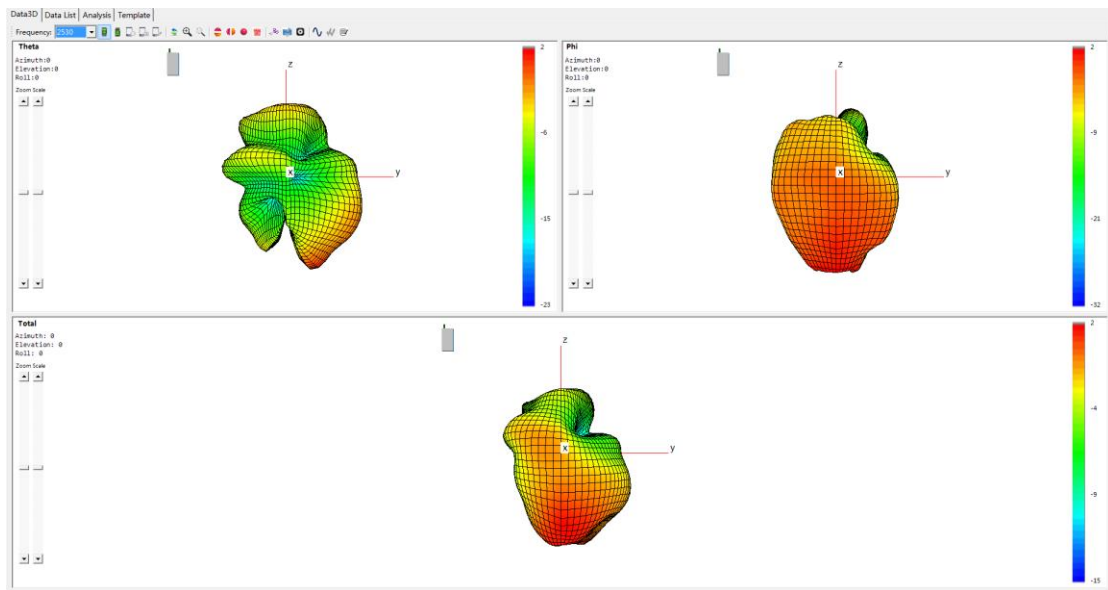 Data3D Data List Analysis Template
Frequency: 2530
Theta
Azimuth:0
Elevation:0
Roll:0
Zoom Scale
z
y
x
2
-6
-15
-23
Phi
Azimuth:0
Elevation:0
Roll:0
Zoom Scale
z
y
x
2
-9
-21
-32
Total
Azimuth: 0
Elevation: 0
Roll: 0
Zoom Scale
z
y
x
2
-4
-9
-15